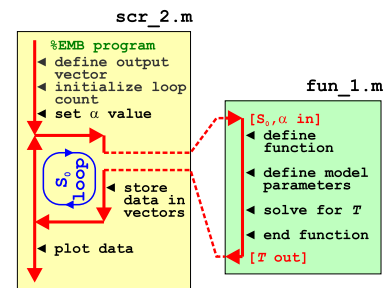 scr_2.m
%EMB program
define output
vector
initialize loop
count
set α value
S₀
loop
store
data in
vectors
plot data
fun_1.m
[S₀,α in]
define
function
define model
parameters
solve for T
end function
[T out]